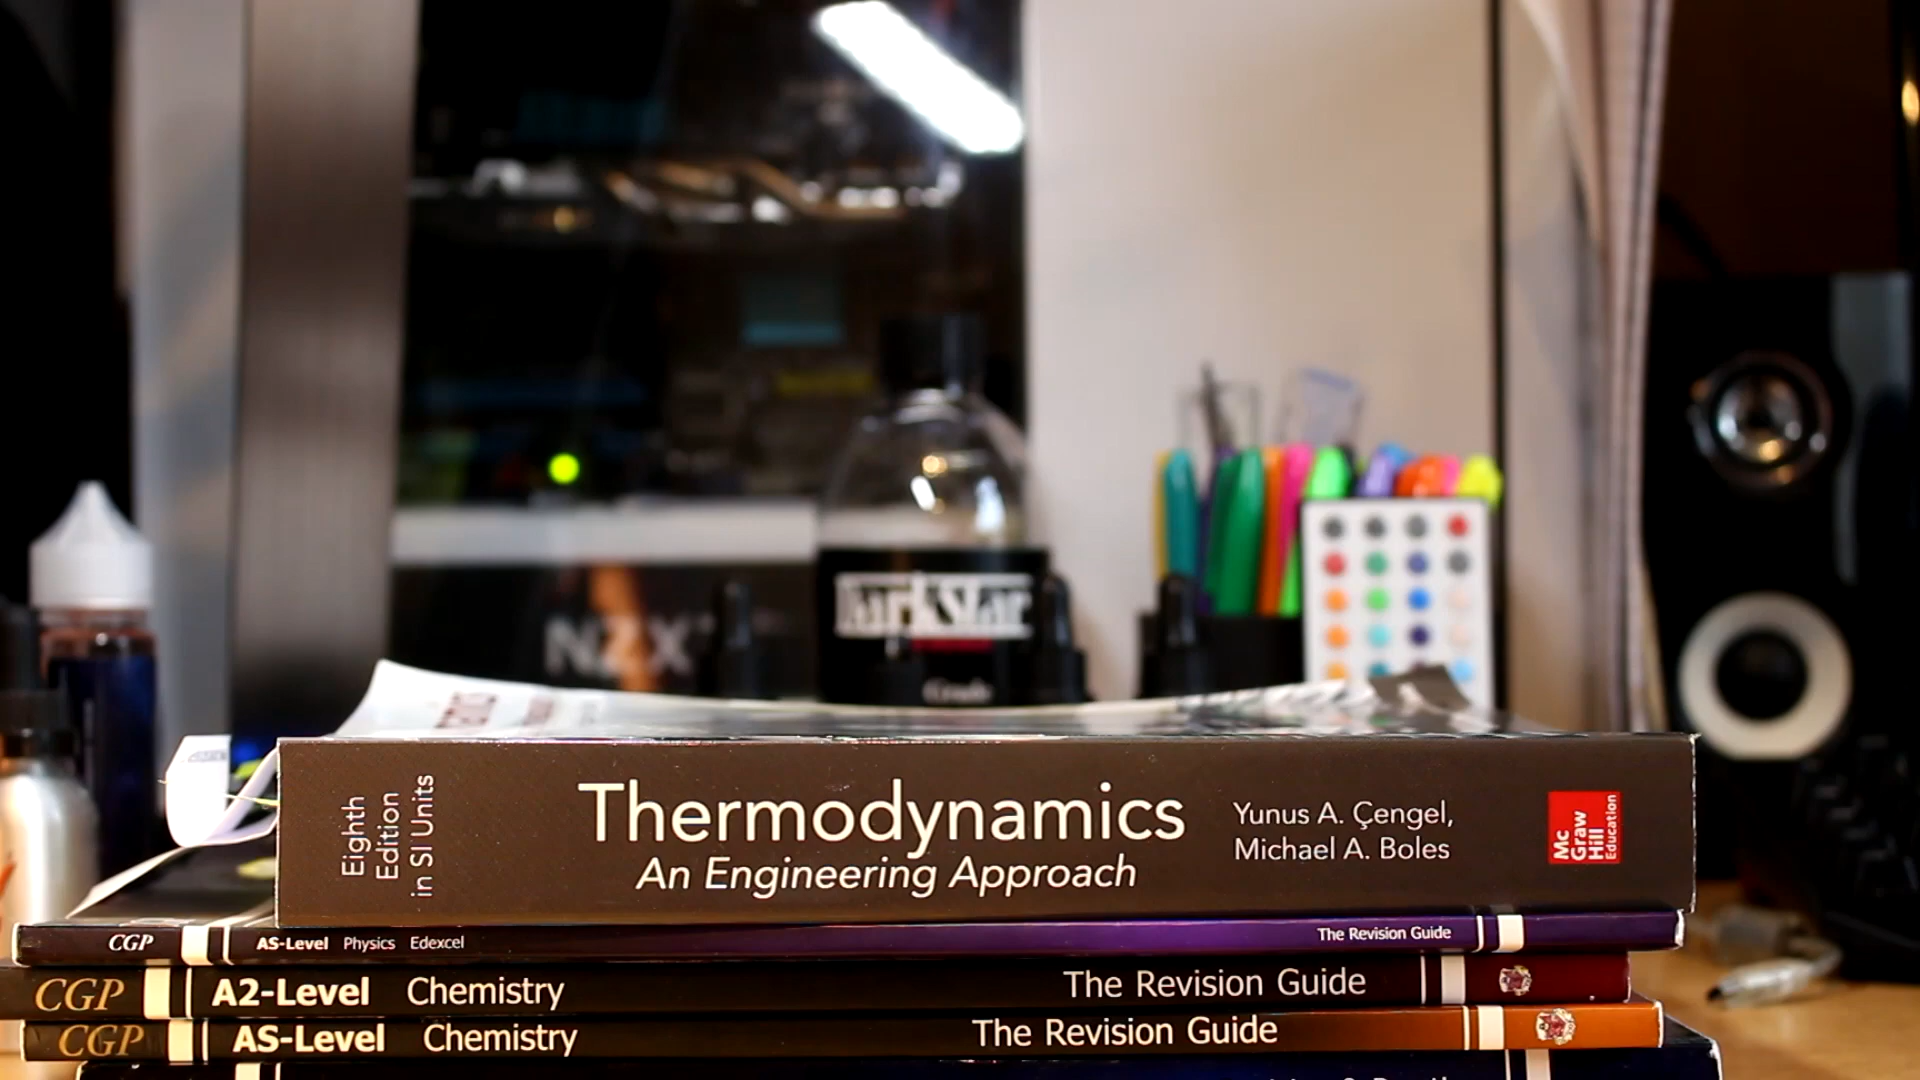 DarkStar
NZX
Eighth
Edition
in SI Units
Thermodynamics
An Engineering Approach
Yunus A. Çengel,
Michael A. Boles
Mc
Graw
Hill
Education
CGP AS-Level Physics Edexcel The Revision Guide
CGP A2-Level Chemistry The Revision Guide
CGP AS-Level Chemistry The Revision Guide